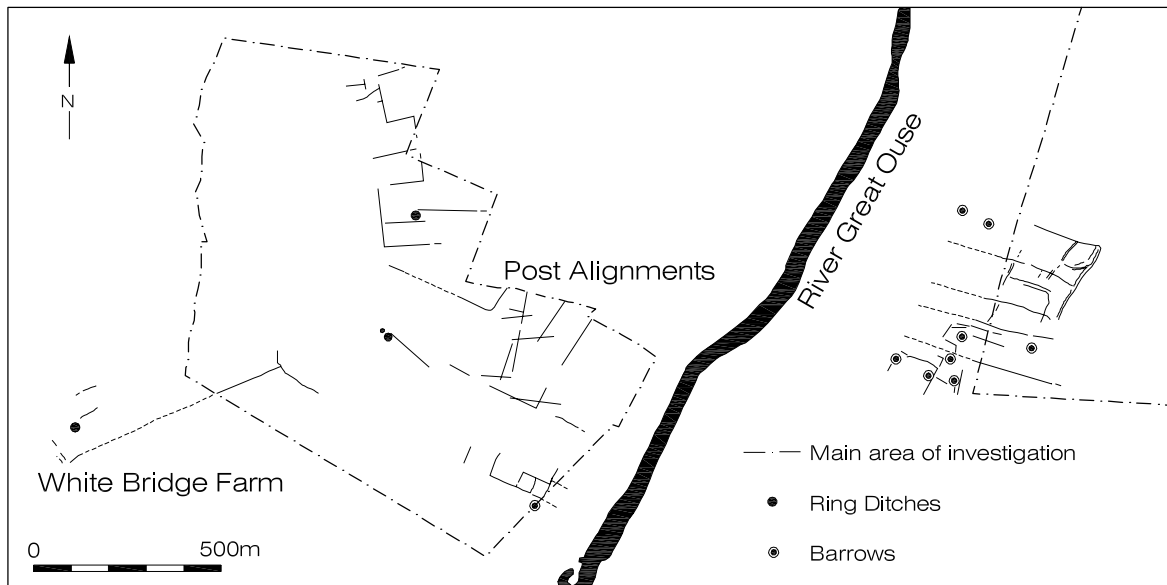 N
River Great Ouse
Post Alignments
White Bridge Farm
0 500m
Main area of investigation
Ring Ditches
Barrows